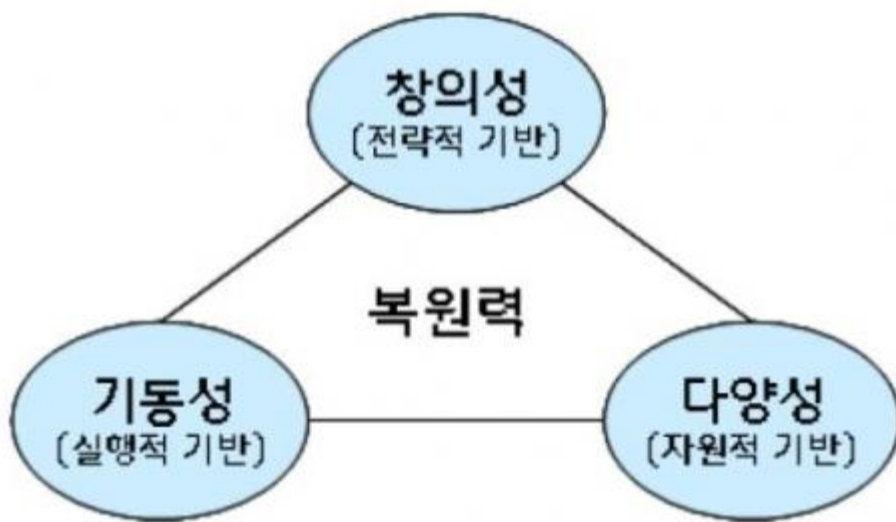 창의성
(전략적 기반)
복원력
기동성
(실행적 기반)
다양성
(자원적 기반)